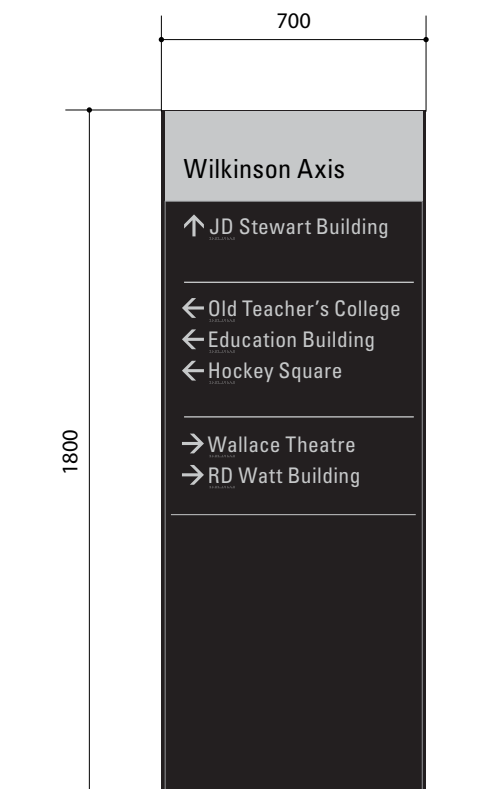 700
Wilkinson Axis
↑ JD Stewart Building
← Old Teacher’s College
← Education Building
← Hockey Square
→ Wallace Theatre
→ RD Watt Building
1800